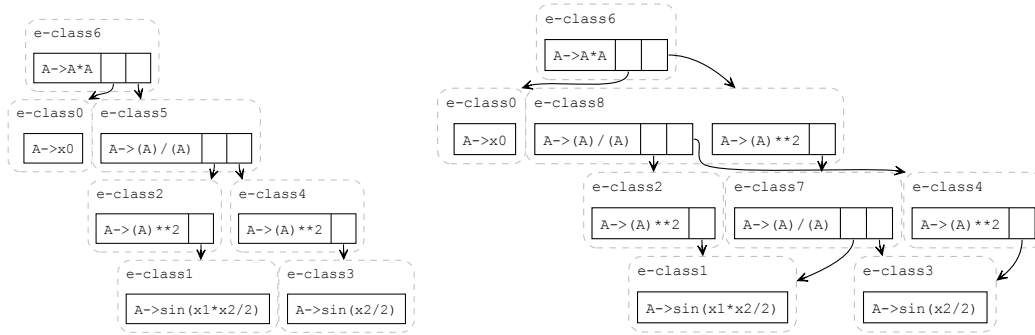 e-class6
A->A*A
e-class0
e-class5
A->x0
A->(A)/(A)
e-class2
e-class4
A->(A)**2
A->(A)**2
e-class1
e-class3
A->sin(x1*x2/2)
A->sin(x2/2)
e-class6
A->A*A
e-class0
e-class8
A->x0
A->(A)/(A)
A->(A)**2
e-class2
e-class7
e-class4
A->(A)**2
A->(A)/(A)
A->(A)**2
e-class1
e-class3
A->sin(x1*x2/2)
A->sin(x2/2)